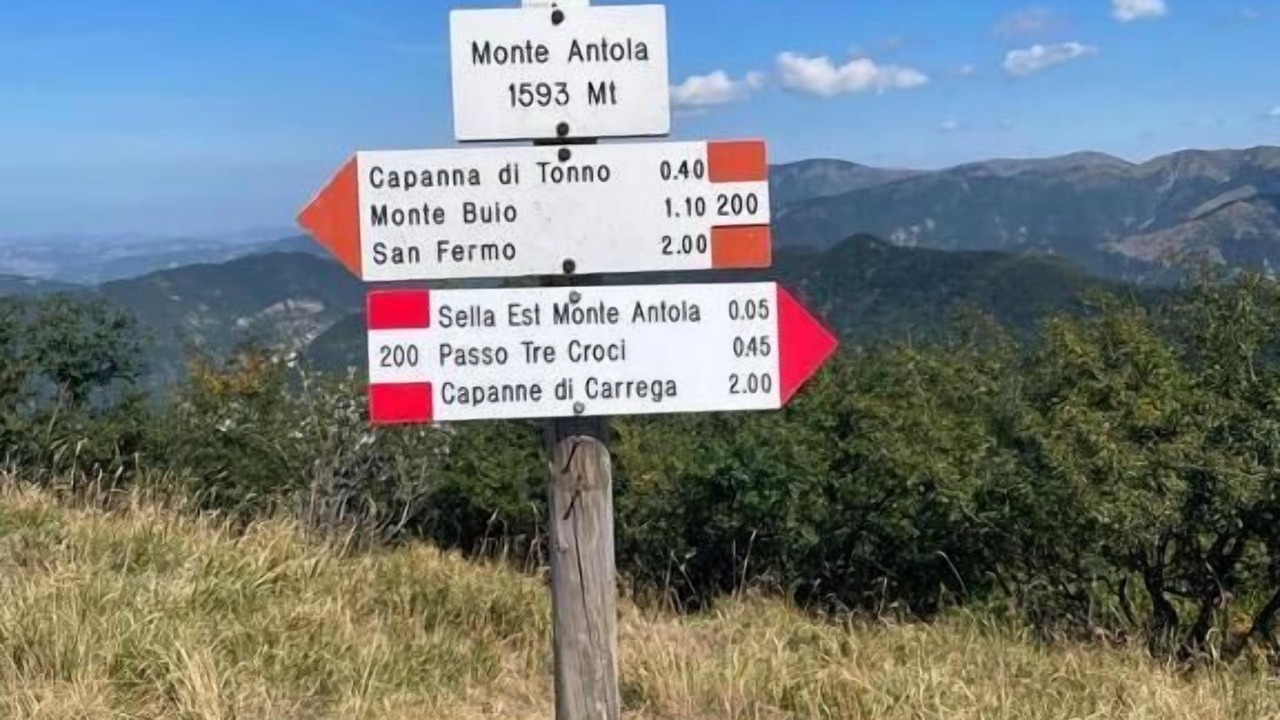 Monte Antola
1593 Mt
Capanna di Tonno 0.40
Monte Buio 1.10 200
San Fermo 2.00
Sella Est Monte Antola 0.05
200 Passo Tre Croci 0.45
Capanne di Carrega 2.00